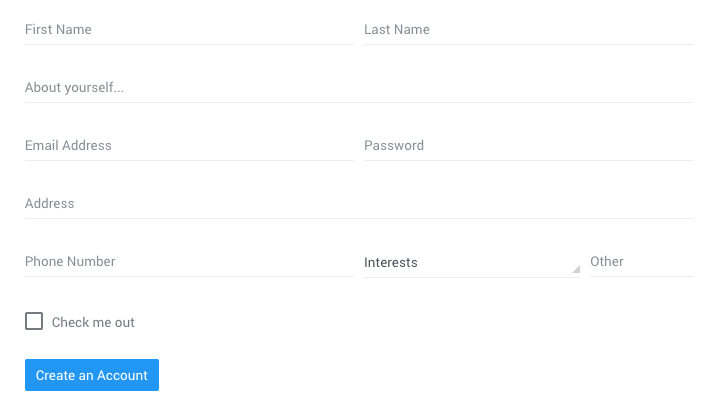 First Name Last Name
About yourself...
Email Address Password
Address
Phone Number Interests Other
Check me out
Create an Account